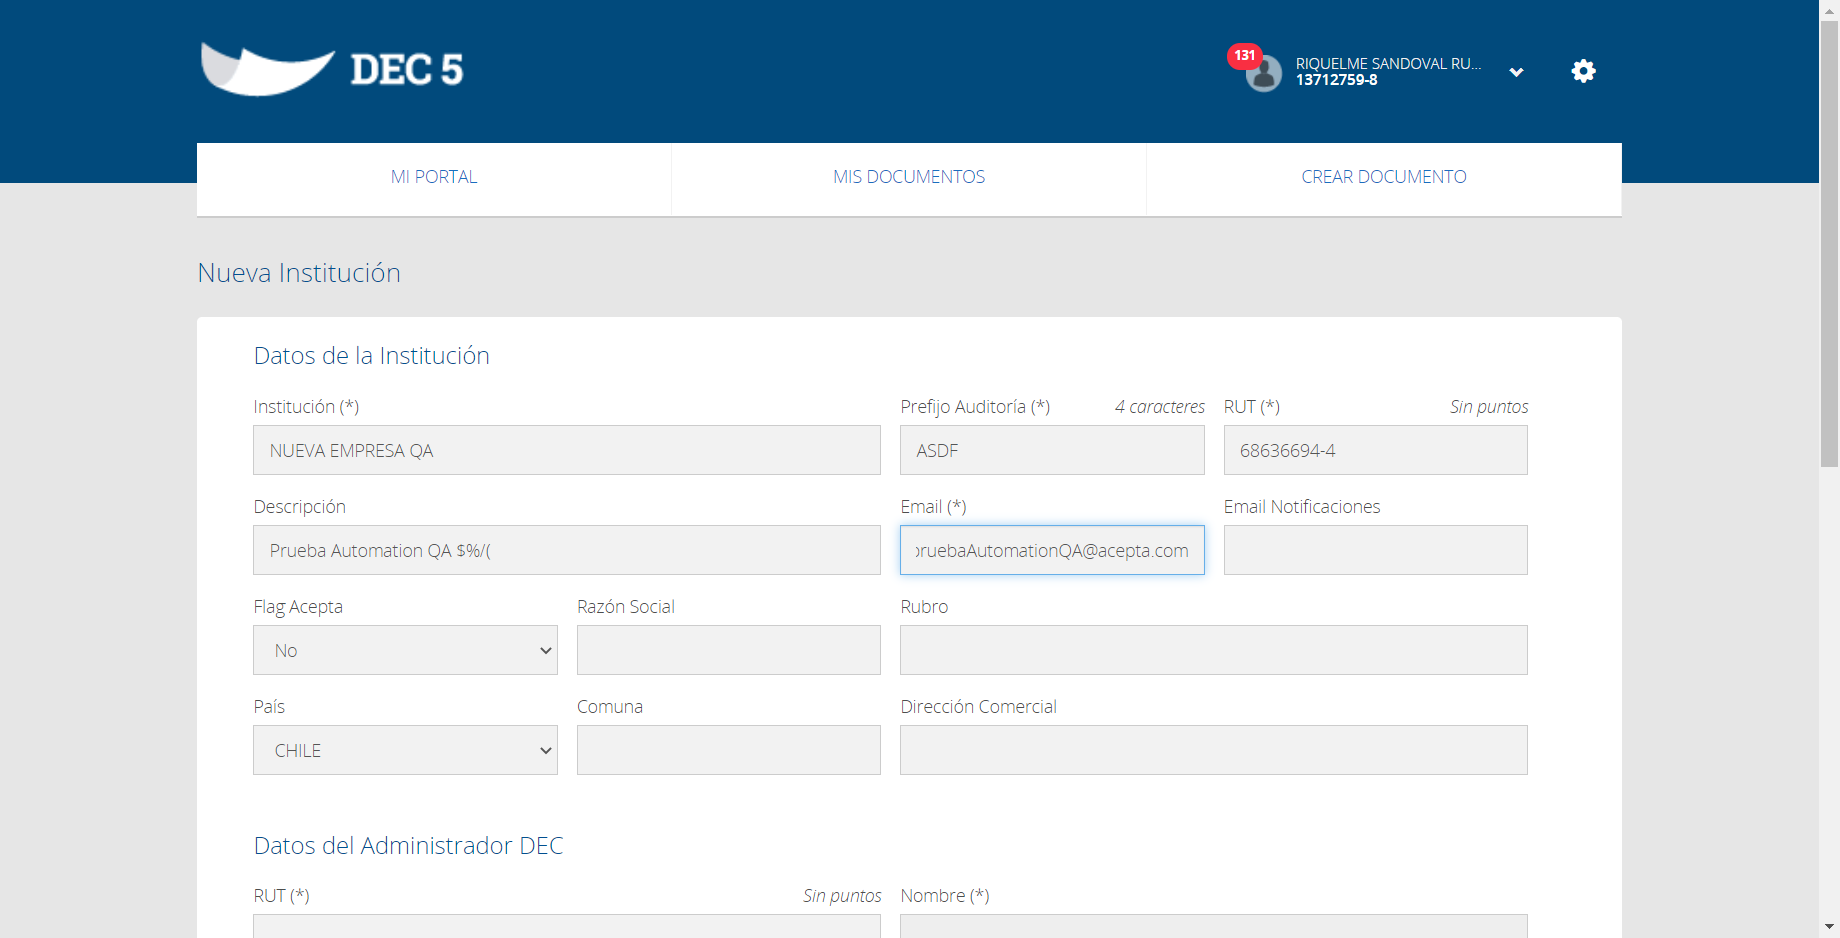 DEC 5
131
RIQUELME SANDOVAL RU...
13712759-8
MI PORTAL
MIS DOCUMENTOS
CREAR DOCUMENTO
Nueva Institución
Datos de la Institución
Institución (*)
Prefijo Auditoría (*) 4 caracteres
RUT (*) Sin puntos
NUEVA EMPRESA QA
ASDF
68636694-4
Descripción
Email (*)
Email Notificaciones
Prueba Automation QA $%/(
pruebaAutomationQA@acepta.com
Flag Acepta
Razón Social
Rubro
No
País
Comuna
Dirección Comercial
CHILE
Datos del Administrador DEC
RUT (*) Sin puntos
Nombre (*)